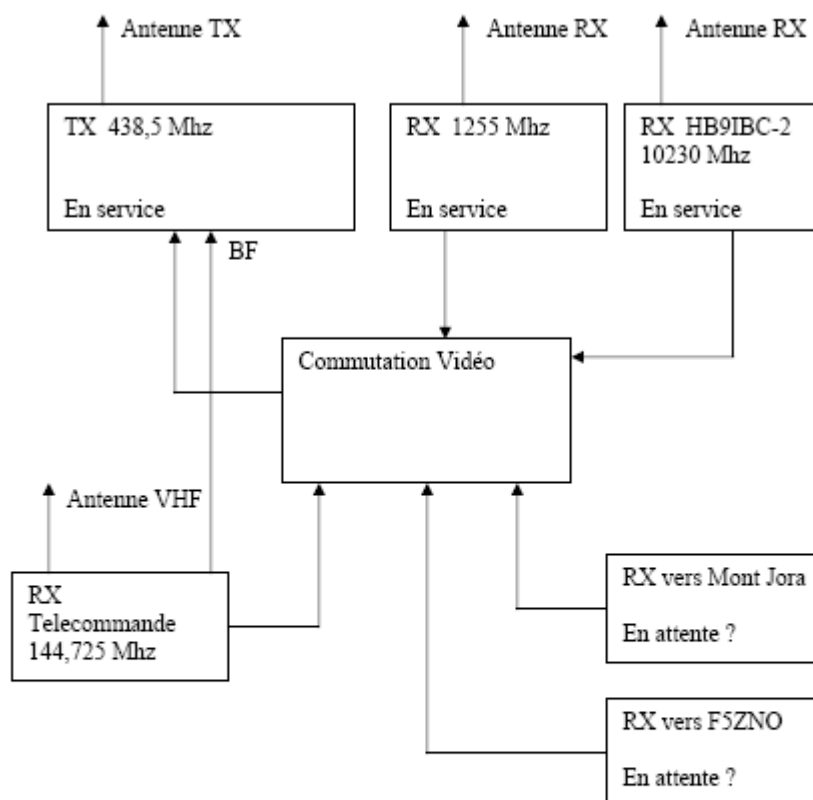 Antenne TX
Antenne RX
Antenne RX
TX 438,5 Mhz
En service
RX 1255 Mhz
En service
RX HB9IBC-2
10230 Mhz
En service
BF
Commutation Vidéo
Antenne VHF
RX
Telecommande
144,725 Mhz
RX vers Mont Jora
En attente ?
RX vers F5ZNO
En attente ?